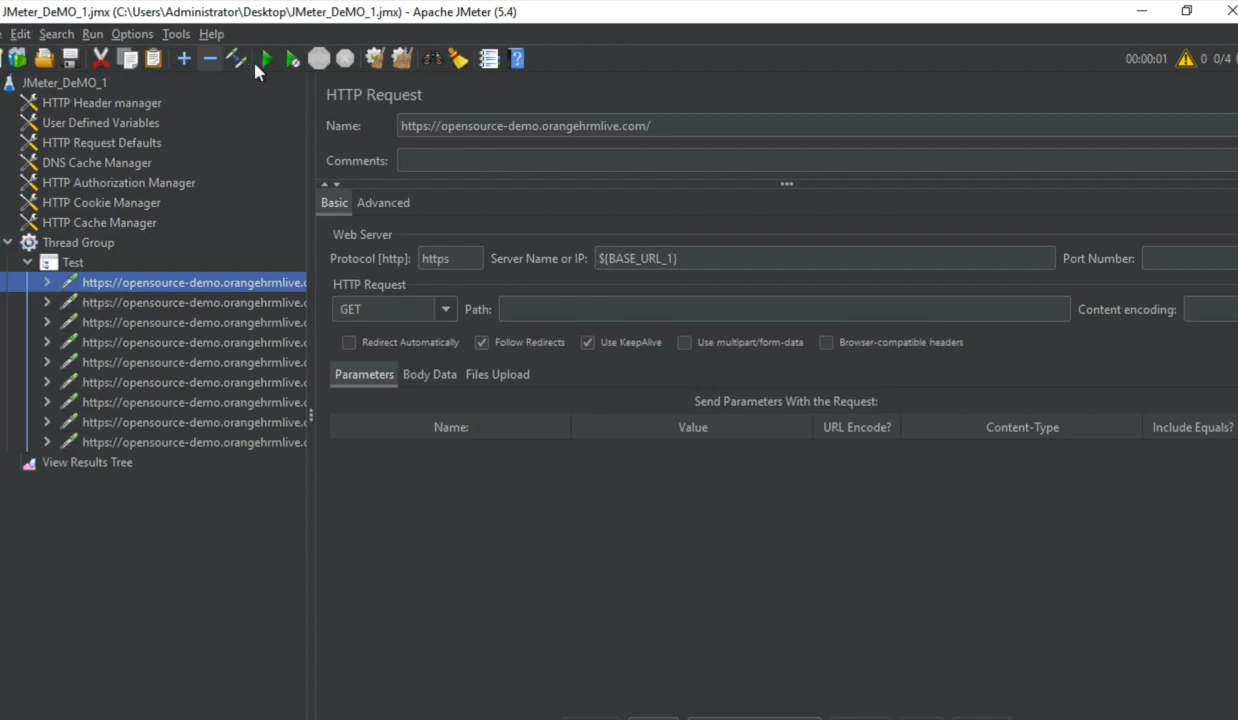 JMeter_DeMO_1.jmx (C:\Users\Administrator\Desktop\JMeter_DeMO_1.jmx) - Apache JMeter (5.4)
Edit Search Run Options Tools Help
00:00:01 0 0/4
JMeter_DeMO_1
HTTP Header manager
User Defined Variables
HTTP Request Defaults
DNS Cache Manager
HTTP Authorization Manager
HTTP Cookie Manager
HTTP Cache Manager
Thread Group
Test
https://opensource-demo.orangehrmlive.c
https://opensource-demo.orangehrmlive.c
https://opensource-demo.orangehrmlive.c
https://opensource-demo.orangehrmlive.c
https://opensource-demo.orangehrmlive.c
https://opensource-demo.orangehrmlive.c
https://opensource-demo.orangehrmlive.c
https://opensource-demo.orangehrmlive.c
https://opensource-demo.orangehrmlive.c
View Results Tree
HTTP Request
Name: https://opensource-demo.orangehrmlive.com/
Comments:
Basic Advanced
Web Server
Protocol [http]: https Server Name or IP: ${BASE_URL_1} Port Number:
HTTP Request
GET Path: Content encoding:
Redirect Automatically Follow Redirects Use KeepAlive Use multipart/form-data Browser-compatible headers
Parameters Body Data Files Upload
Send Parameters With the Request:
Name: Value URL Encode? Content-Type Include Equals?